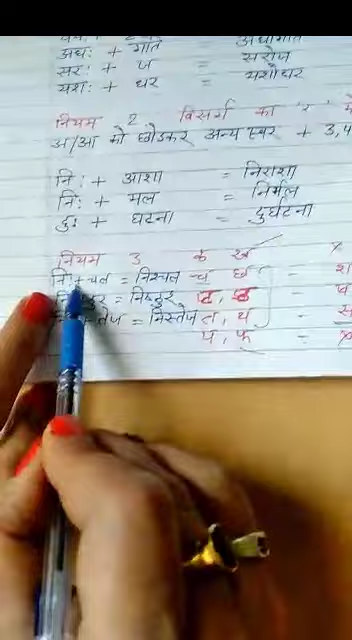 अधः + गति = अधोगति
सरः + ज = सरोज
यशः + धर = यशोधर
नियम 2 विसर्ग का 'र'
अ/आ को छोडकर अन्य स्वर + 3,4
निः + आशा = निराशा
निः + मल = निर्मल
दुः + घटना = दुर्घटना
नियम 3 क ख
निः + चल = निश्चल च छ
= निष्ठुर ट, ठ
+ तेज = निस्तेज त, थ
प, फ